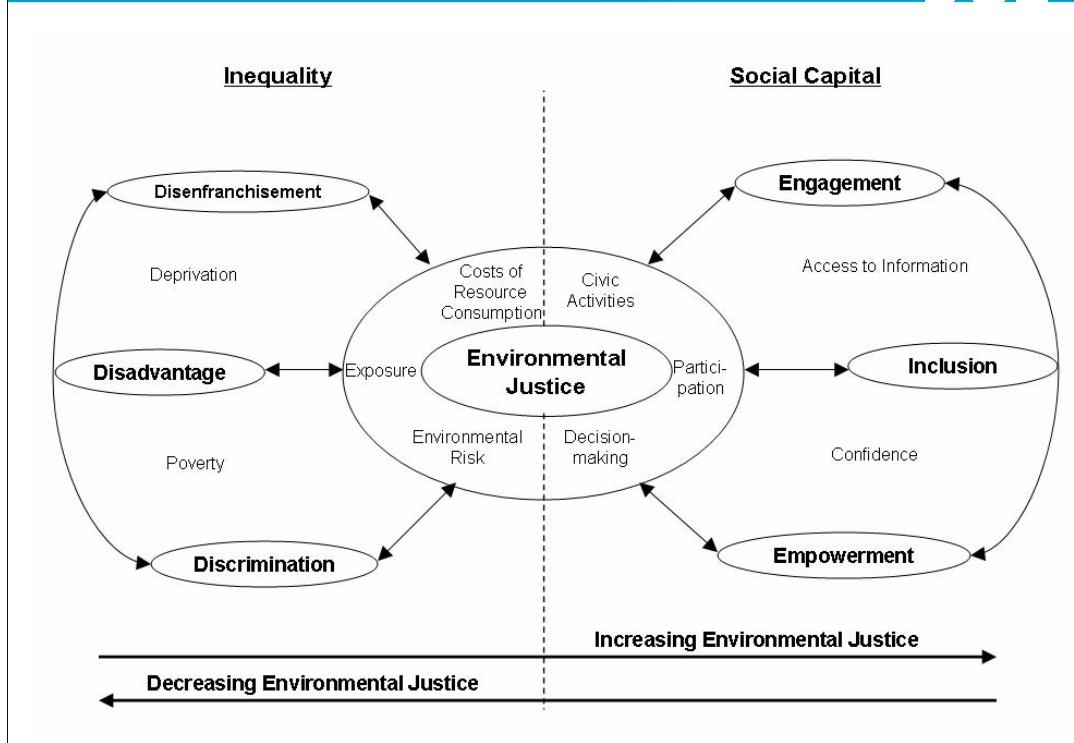 Inequality
Social Capital
Disenfranchisement
Engagement
Deprivation
Access to Information
Costs of
Resource
Consumption
Civic
Activities
Disadvantage
Exposure
Environmental
Justice
Partici-
pation
Inclusion
Poverty
Environmental
Risk
Decision-
making
Confidence
Discrimination
Empowerment
Increasing Environmental Justice
Decreasing Environmental Justice